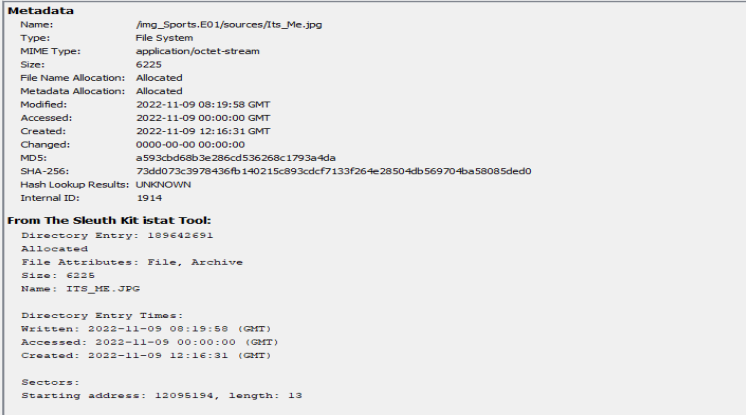 Metadata
Name: /img_Sports.E01/sources/Its_Me.jpg
Type: File System
MIME Type: application/octet-stream
Size: 6225
File Name Allocation: Allocated
Metadata Allocation: Allocated
Modified: 2022-11-09 08:19:58 GMT
Accessed: 2022-11-09 00:00:00 GMT
Created: 2022-11-09 12:16:31 GMT
Changed: 0000-00-00 00:00:00
MD5: a593cbd68b3e286cd536268c1793a4da
SHA-256: 73dd073c3978436fb140215c893cdcf7133f264e28504db569704ba58085ded0
Hash Lookup Results: UNKNOWN
Internal ID: 1914
From The Sleuth Kit istat Tool:
Directory Entry: 189642691
Allocated
File Attributes: File, Archive
Size: 6225
Name: ITS_ME.JPG
Directory Entry Times:
Written: 2022-11-09 08:19:58 (GMT)
Accessed: 2022-11-09 00:00:00 (GMT)
Created: 2022-11-09 12:16:31 (GMT)
Sectors:
Starting address: 12095194, length: 13